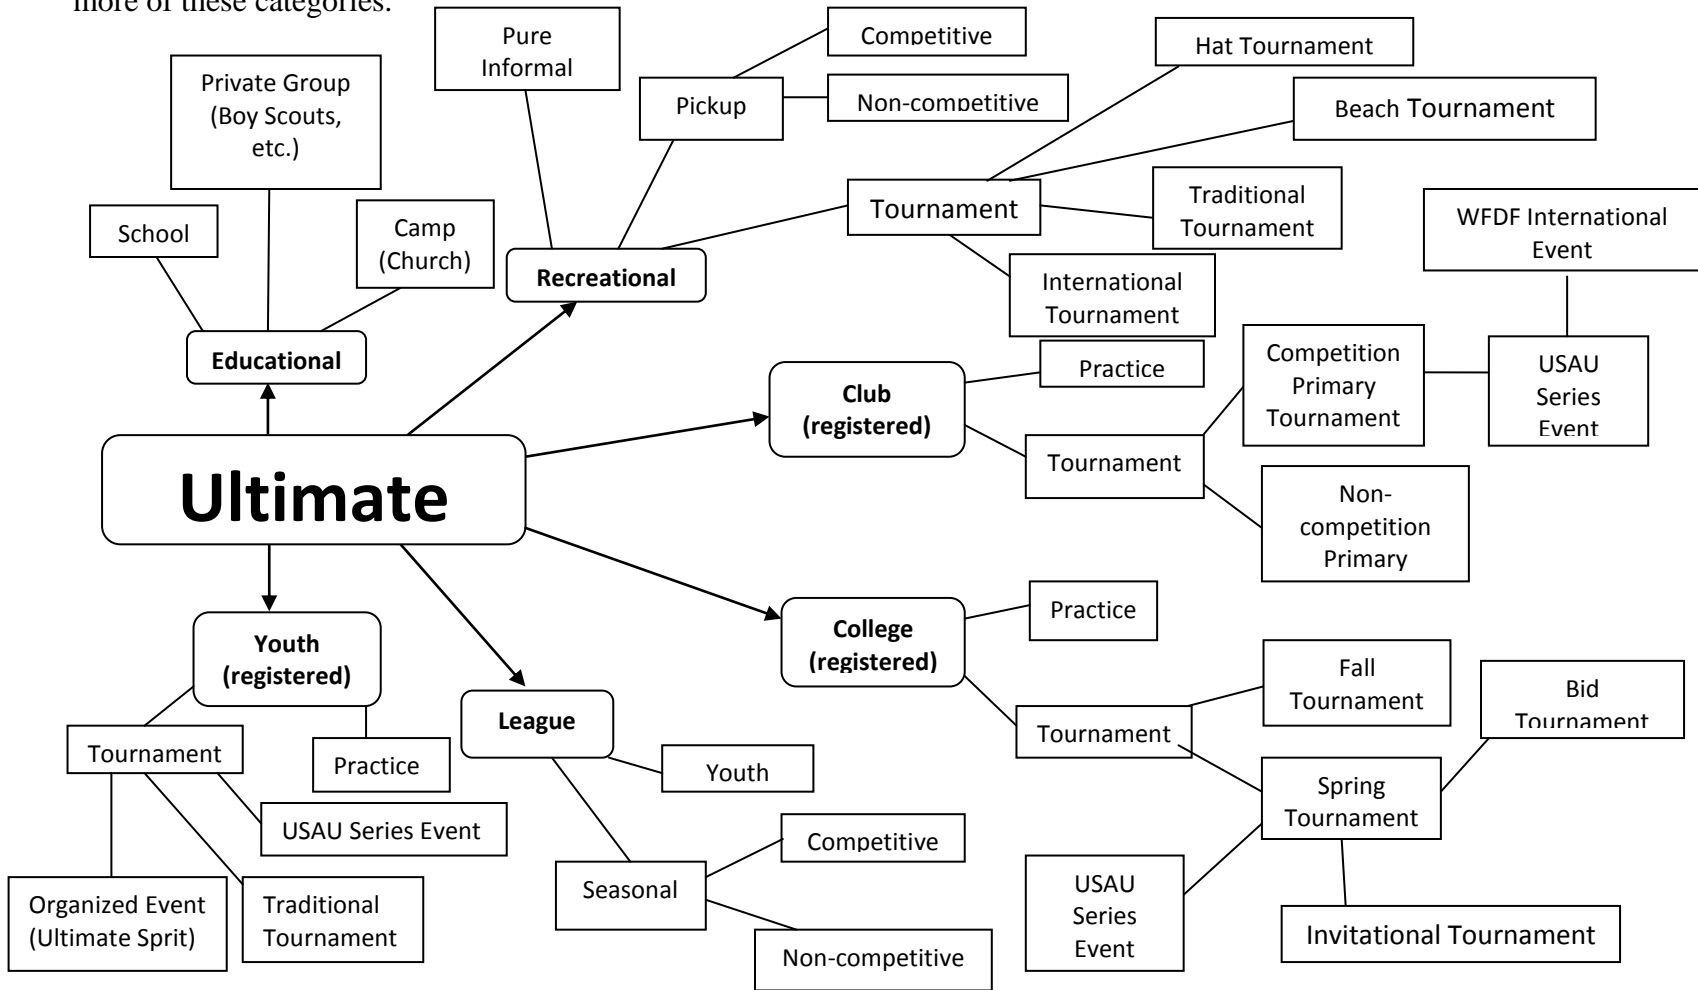 more of these categories.
Pure
Informal
Competitive
Hat Tournament
Private Group
(Boy Scouts,
etc.)
Pickup
Non-competitive
Beach Tournament
School
Camp
(Church)
Tournament
Traditional
Tournament
WFDF International
Event
Recreational
International
Tournament
Educational
Club
(registered)
Practice
Competition
Primary
Tournament
USAU
Series
Event
Tournament
Ultimate
Non-
competition
Primary
Youth
(registered)
College
(registered)
Practice
Fall
Tournament
Bid
Tournament
League
Tournament
Tournament
Practice
Youth
Spring
Tournament
USAU Series Event
Competitive
Organized Event
(Ultimate Sprit)
Traditional
Tournament
Seasonal
USAU
Series
Event
Invitational Tournament
Non-competitive